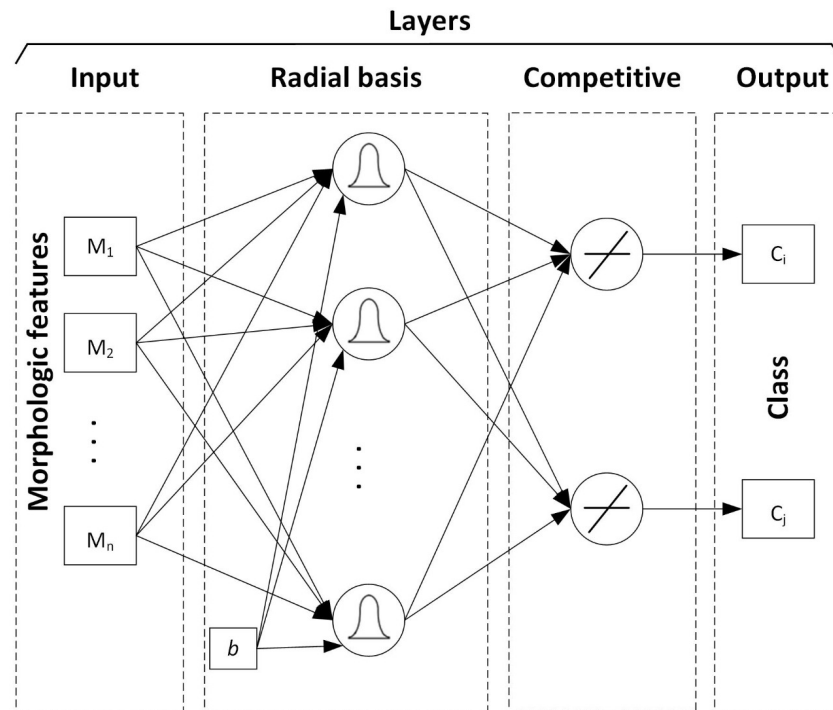 Layers
Input
Radial basis
Competitive
Output
Morphologic features
M₁
M₂
. . .
Mₙ
b
. . .
Cᵢ
Class
Cⱼ